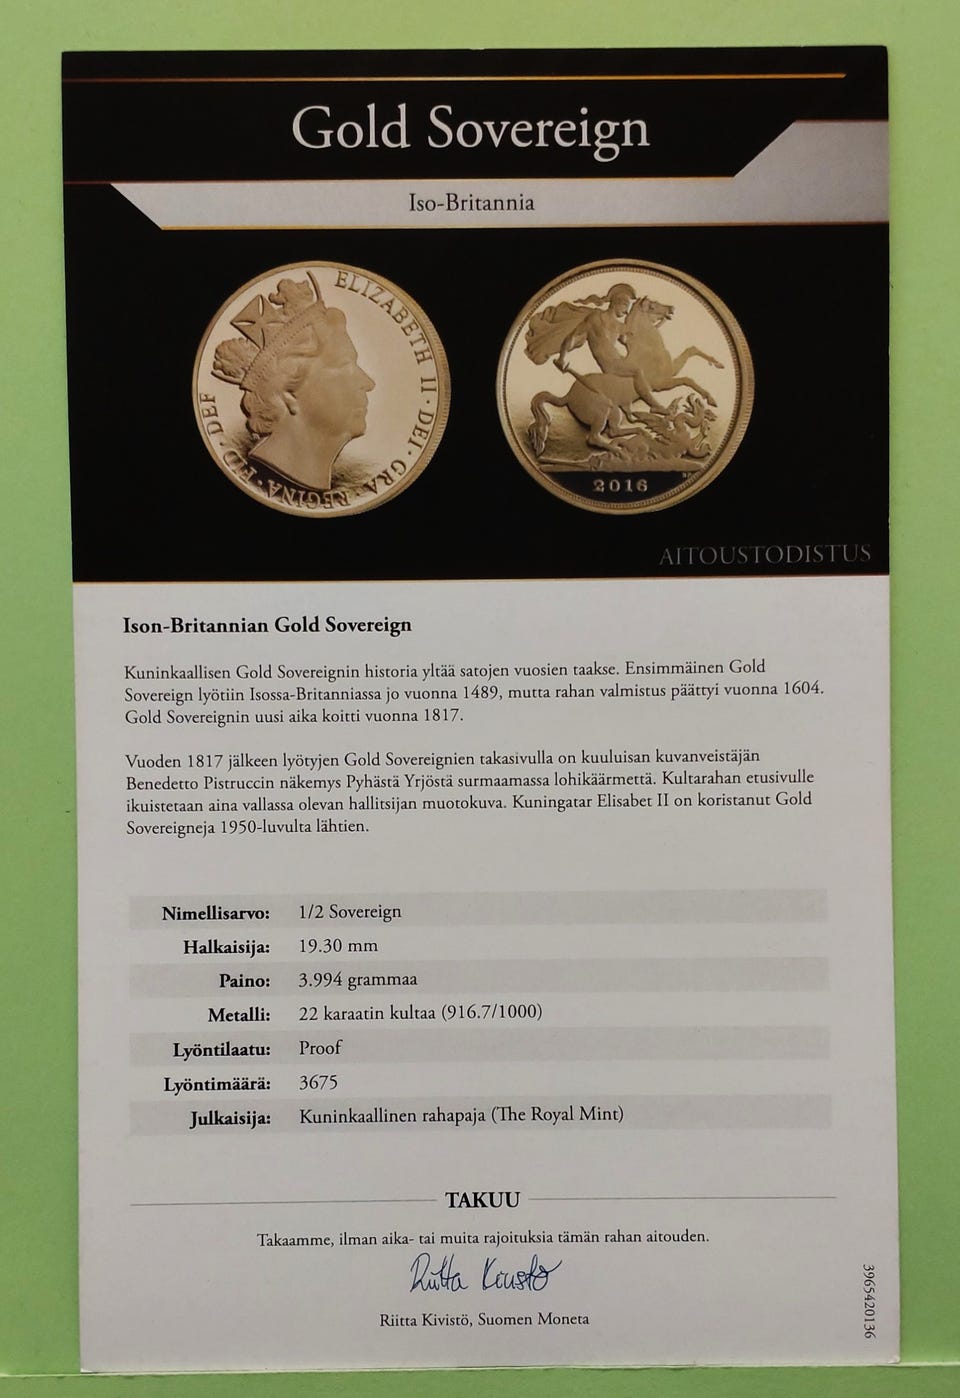 Gold Sovereign
Iso-Britannia
ELIZABETH II · DEI · GRA · REGINA · FID · DEF
2016
AITOUSTODISTUS
Ison-Britannian Gold Sovereign
Kuninkaallisen Gold Sovereignin historia yltää satojen vuosien taakse. Ensimmäinen Gold
Sovereign lyötiin Isossa-Britanniassa jo vuonna 1489, mutta rahan valmistus päättyi vuonna 1604.
Gold Sovereignin uusi aika koitti vuonna 1817.
Vuoden 1817 jälkeen lyötyjen Gold Sovereignien takasivulla on kuuluisan kuvanveistäjän
Benedetto Pistruccin näkemys Pyhästä Yrjöstä surmaamassa lohikäärmettä. Kultarahan etusivulle
ikuistetaan aina vallassa olevan hallitsijan muotokuva. Kuningatar Elisabet II on koristanut Gold
Sovereigneja 1950-luvulta lähtien.
Nimellisarvo: 1/2 Sovereign
Halkaisija: 19.30 mm
Paino: 3.994 grammaa
Metalli: 22 karaatin kultaa (916.7/1000)
Lyöntilaatu: Proof
Lyöntimäärä: 3675
Julkaisija: Kuninkaallinen rahapaja (The Royal Mint)
TAKUU
Takaamme, ilman aika- tai muita rajoituksia tämän rahan aitouden.
Riitta Kivistö
Riitta Kivistö, Suomen Moneta
3965420136